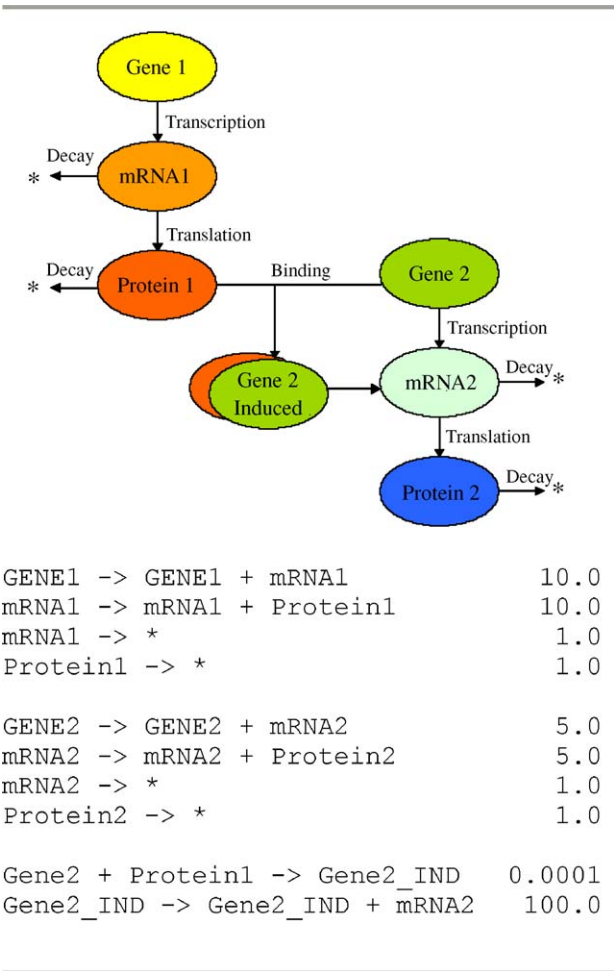 Gene 1
Transcription
Decay
* mRNA1
Translation
Decay
* Protein 1
Binding
Gene 2
Transcription
Gene 2
Induced
mRNA2
Decay
*
Translation
Protein 2
Decay
*
GENE1 -> GENE1 + mRNA1 10.0
mRNA1 -> mRNA1 + Protein1 10.0
mRNA1 -> * 1.0
Protein1 -> * 1.0
GENE2 -> GENE2 + mRNA2 5.0
mRNA2 -> mRNA2 + Protein2 5.0
mRNA2 -> * 1.0
Protein2 -> * 1.0
Gene2 + Protein1 -> Gene2_IND 0.0001
Gene2_IND -> Gene2_IND + mRNA2 100.0